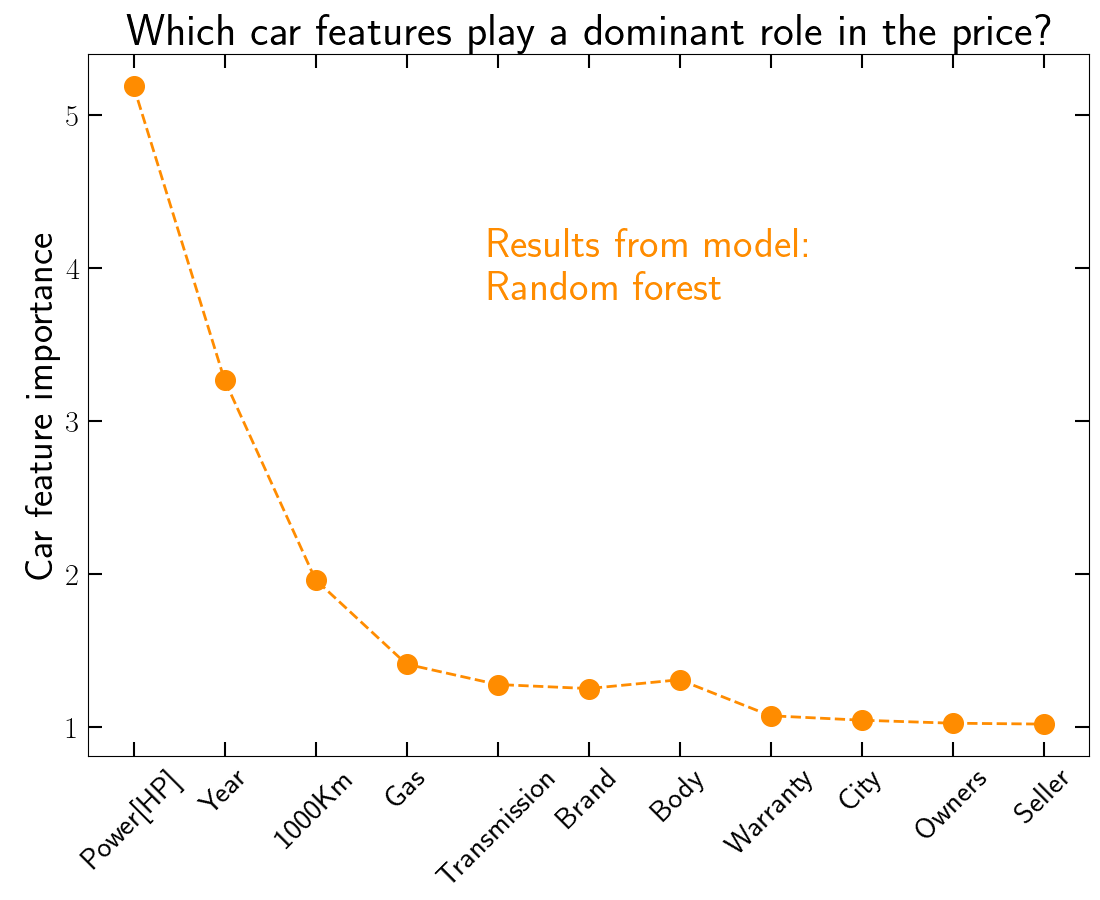 Which car features play a dominant role in the price?
Car feature importance
5
4
3
2
1
Results from model:
Random forest
Power[HP]
Year
1000Km
Gas
Transmission
Brand
Body
Warranty
City
Owners
Seller